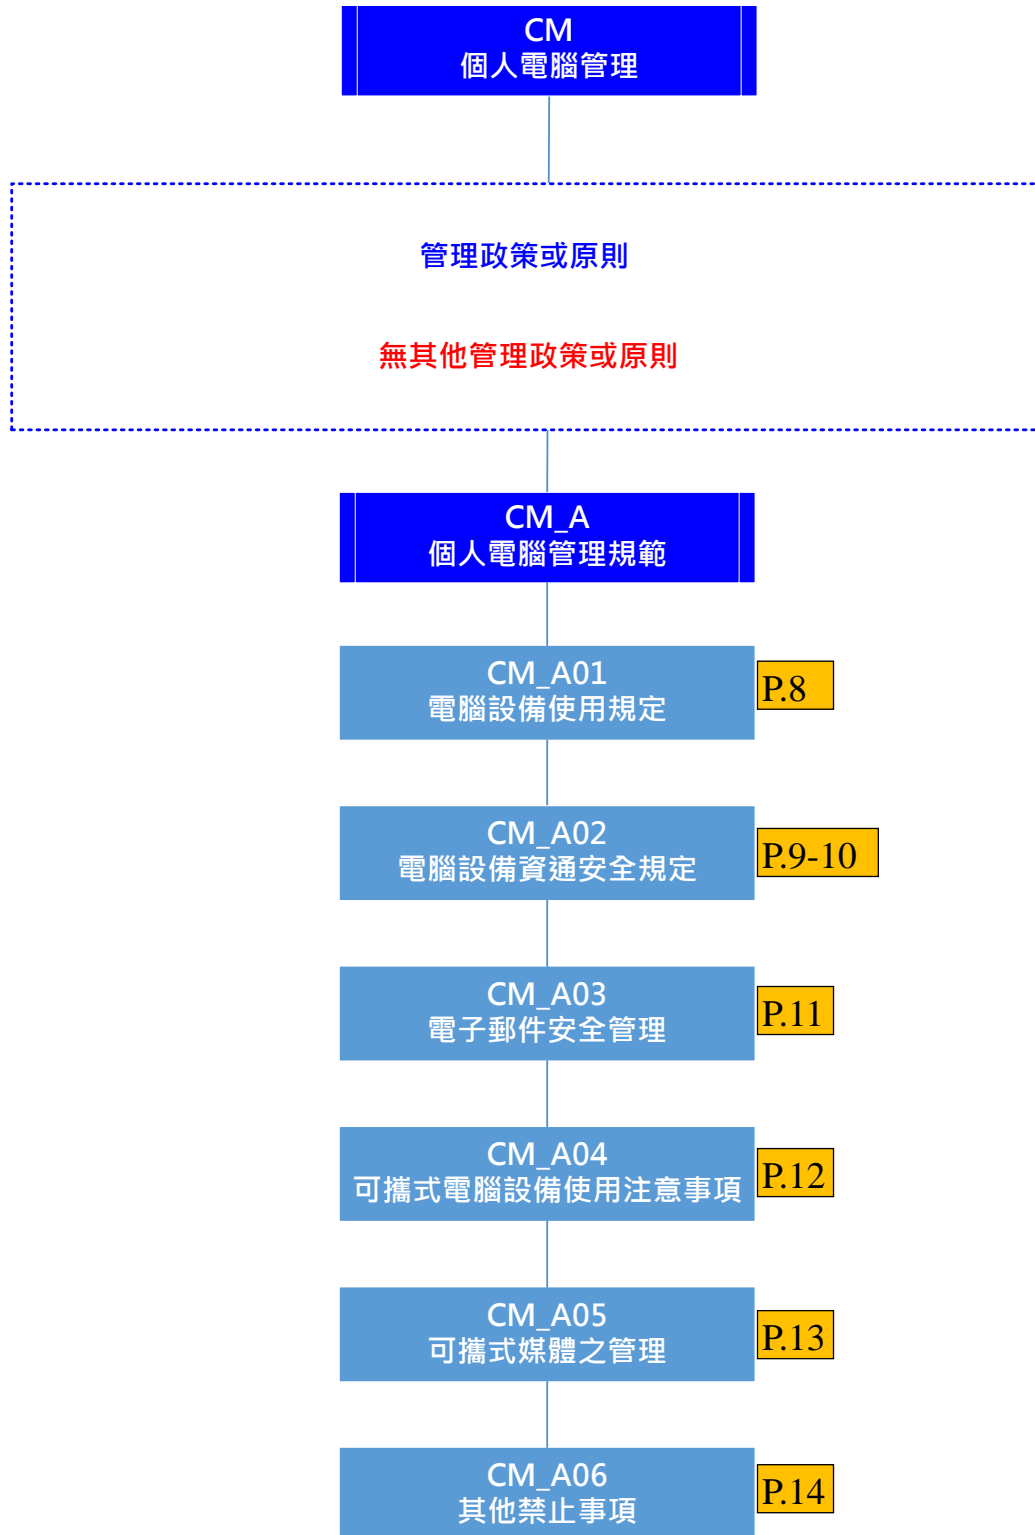 CM
個人電腦管理
管理政策或原則
無其他管理政策或原則
CM_A
個人電腦管理規範
CM_A01
電腦設備使用規定
P.8
CM_A02
電腦設備資通安全規定
P.9-10
CM_A03
電子郵件安全管理
P.11
CM_A04
可攜式電腦設備使用注意事項
P.12
CM_A05
可攜式媒體之管理
P.13
CM_A06
其他禁止事項
P.14